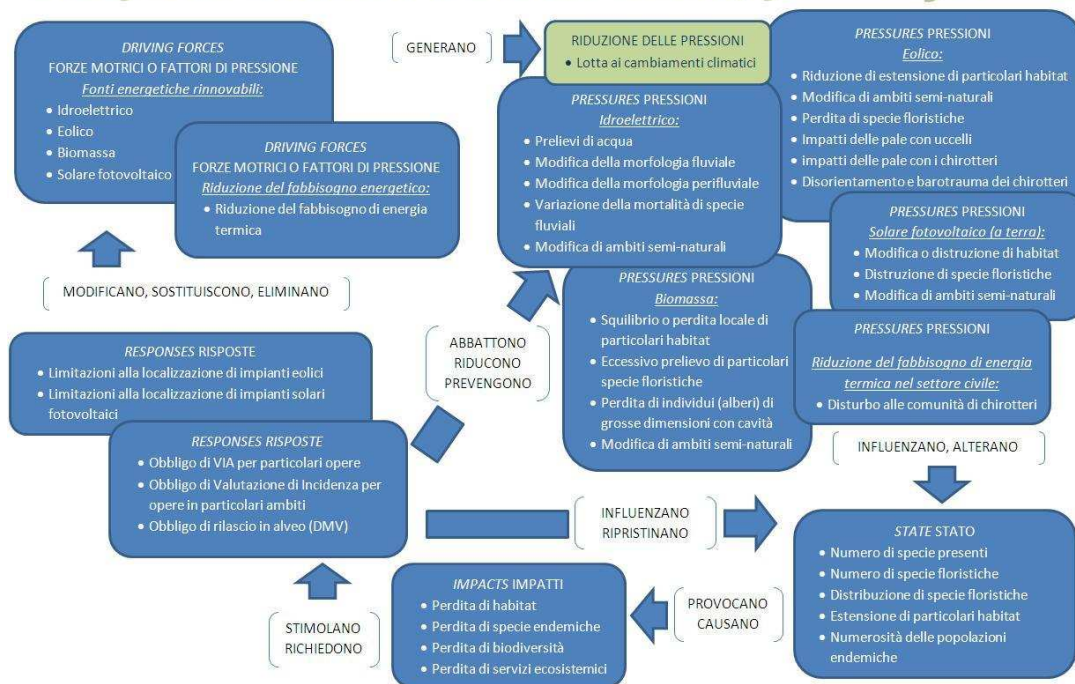 DRIVING FORCES
FORZE MOTRICI O FATTORI DI PRESSIONE
Fonti energetiche rinnovabili:
• Idroelettrico
• Eolico
• Biomassa
• Solare fotovoltaico
DRIVING FORCES
FORZE MOTRICI O FATTORI DI PRESSIONE
Riduzione del fabbisogno energetico:
• Riduzione del fabbisogno di energia
termica
GENERANO
RIDUZIONE DELLE PRESSIONI
• Lotta ai cambiamenti climatici
PRESSURES PRESSIONI
Idroelettrico:
• Prelievi di acqua
• Modifica della morfologia fluviale
• Modifica della morfologia perifluviale
• Variazione della mortalità di specie
fluviali
• Modifica di ambiti semi-naturali
PRESSURES PRESSIONI
Eolico:
• Riduzione di estensione di particolari habitat
• Modifica di ambiti semi-naturali
• Perdita di specie floristiche
• Impatti delle pale con uccelli
• impatti delle pale con i chirotteri
• Disorientamento e barotrauma dei chirotteri
PRESSURES PRESSIONI
Solare fotovoltaico (a terra):
• Modifica o distruzione di habitat
• Distruzione di specie floristiche
• Modifica di ambiti semi-naturali
PRESSURES PRESSIONI
Biomassa:
• Squilibrio o perdita locale di
particolari habitat
• Eccessivo prelievo di particolari
specie floristiche
• Perdita di individui (alberi) di
grosse dimensioni con cavità
• Modifica di ambiti semi-naturali
PRESSURES PRESSIONI
Riduzione del fabbisogno di energia
termica nel settore civile:
• Disturbo alle comunità di chirotteri
MODIFICANO, SOSTITUISCONO, ELIMINANO
ABBATTONO
RIDUCONO
PREVENGONO
RESPONSES RISPOSTE
• Limitazioni alla localizzazione di impianti eolici
• Limitazioni alla localizzazione di impianti solari
fotovoltaici
RESPONSES RISPOSTE
• Obbligo di VIA per particolari opere
• Obbligo di Valutazione di Incidenza per
opere in particolari ambiti
• Obbligo di rilascio in alveo (DMV)
INFLUENZANO, ALTERANO
INFLUENZANO
RIPRISTINANO
STATE STATO
• Numero di specie presenti
• Numero di specie floristiche
• Distribuzione di specie floristiche
• Estensione di particolari habitat
• Numerosità delle popolazioni
endemiche
PROVOCANO
CAUSANO
IMPACTS IMPATTI
• Perdita di habitat
• Perdita di specie endemiche
• Perdita di biodiversità
• Perdita di servizi ecosistemici
STIMOLANO
RICHIEDONO